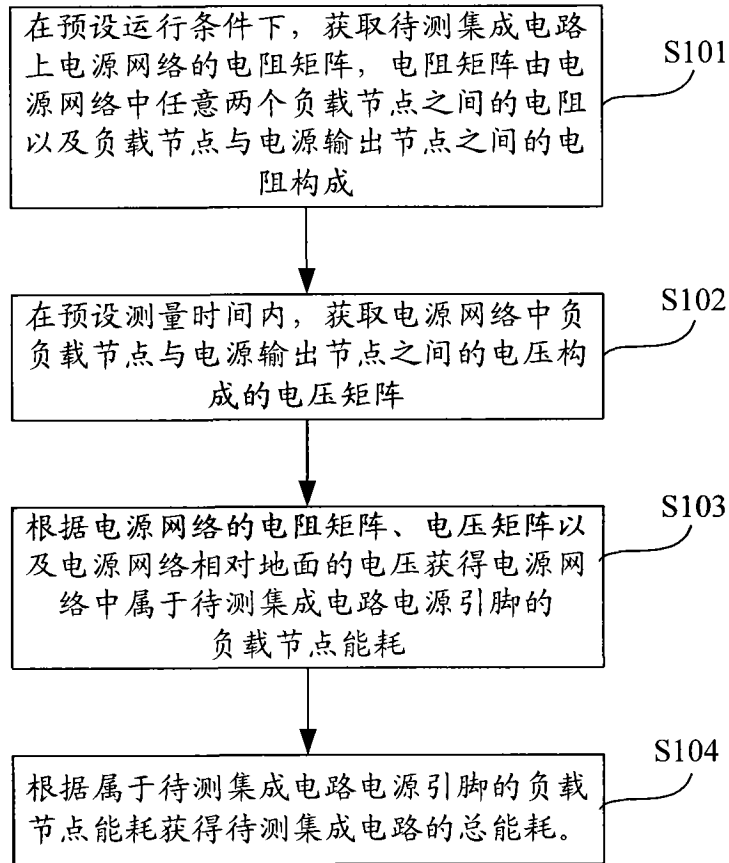 在预设运行条件下，获取待测集成电路
上电源网络的电阻矩阵，电阻矩阵由电
源网络中任意两个负载节点之间的电阻
以及负载节点与电源输出节点之间的电
阻构成
S101
在预设测量时间内，获取电源网络中负
负载节点与电源输出节点之间的电压构
成的电压矩阵
S102
根据电源网络的电阻矩阵、电压矩阵以
及电源网络相对地面的电压获得电源网
络中属于待测集成电路电源引脚的
负载节点能耗
S103
根据属于待测集成电路电源引脚的负载
节点能耗获得待测集成电路的总能耗。
S104